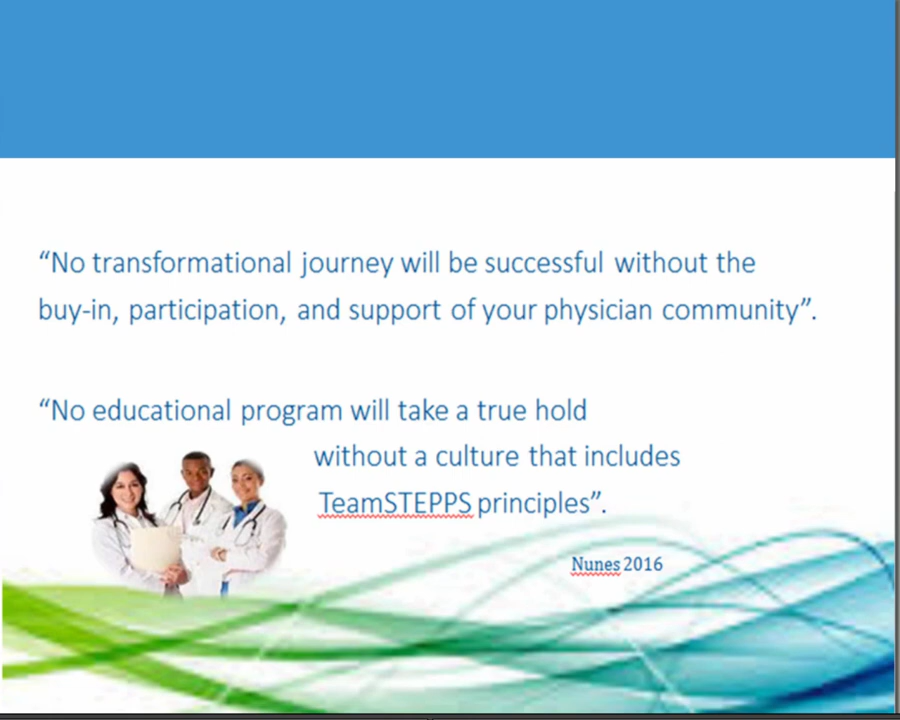 “No transformational journey will be successful without the
buy-in, participation, and support of your physician community”.
“No educational program will take a true hold
without a culture that includes
TeamSTEPPS principles”.
Nunes 2016